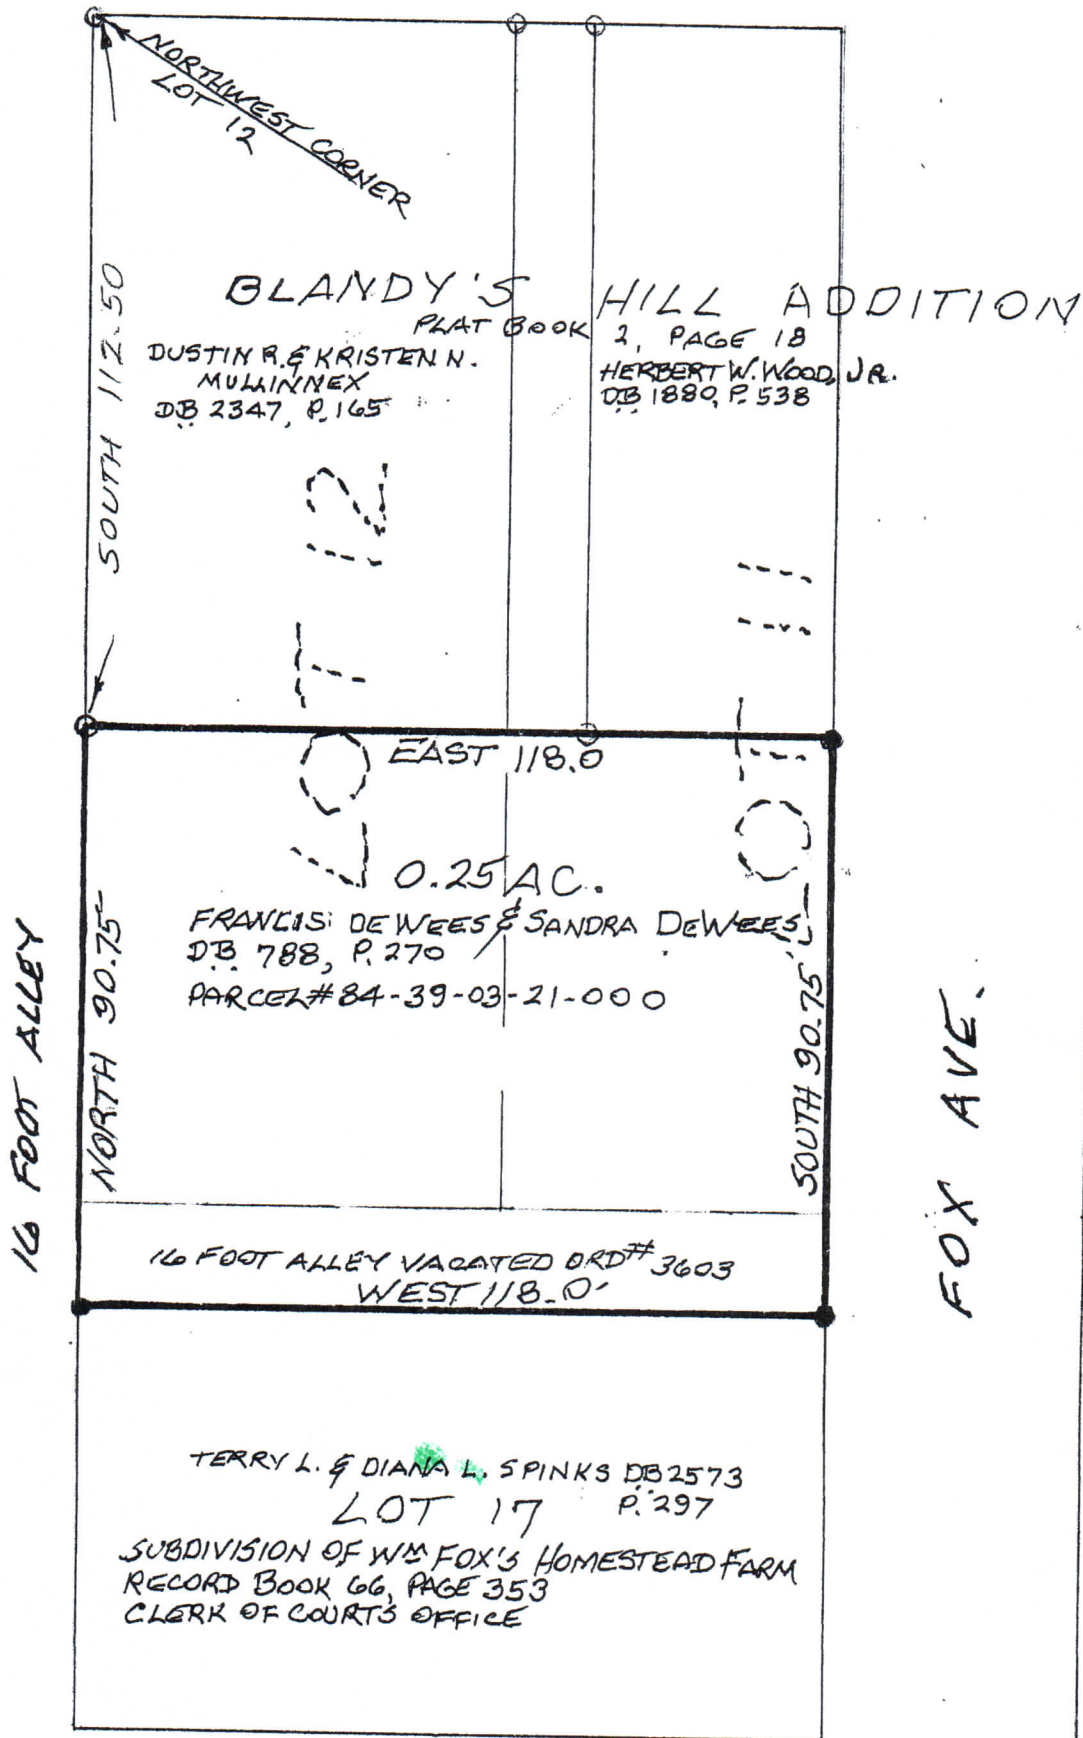 NORTHWEST CORNER
LOT 12
SOUTH 112.50
BLANDY'S HILL ADDITION
PLAT BOOK 2, PAGE 18
DUSTIN R. & KRISTEN N.
MULLINNEX
DB 2347, P. 165
HERBERT W. WOOD, JR.
DB 1880, P. 538
LOT 12
LOT 11
EAST 118.0
0.25 AC.
FRANCIS DEWEES & SANDRA DEWEES
DB 788, P. 270
PARCEL# 84-39-03-21-000
NORTH 90.75
SOUTH 90.75'
16 FOOT ALLEY
FOX AVE.
16 FOOT ALLEY VACATED ORD# 3603
WEST 118.0'
TERRY L. & DIANA L. SPINKS DB 2573
P. 297
LOT 17
SUBDIVISION OF WM FOX'S HOMESTEAD FARM
RECORD BOOK 66, PAGE 353
CLERK OF COURTS OFFICE